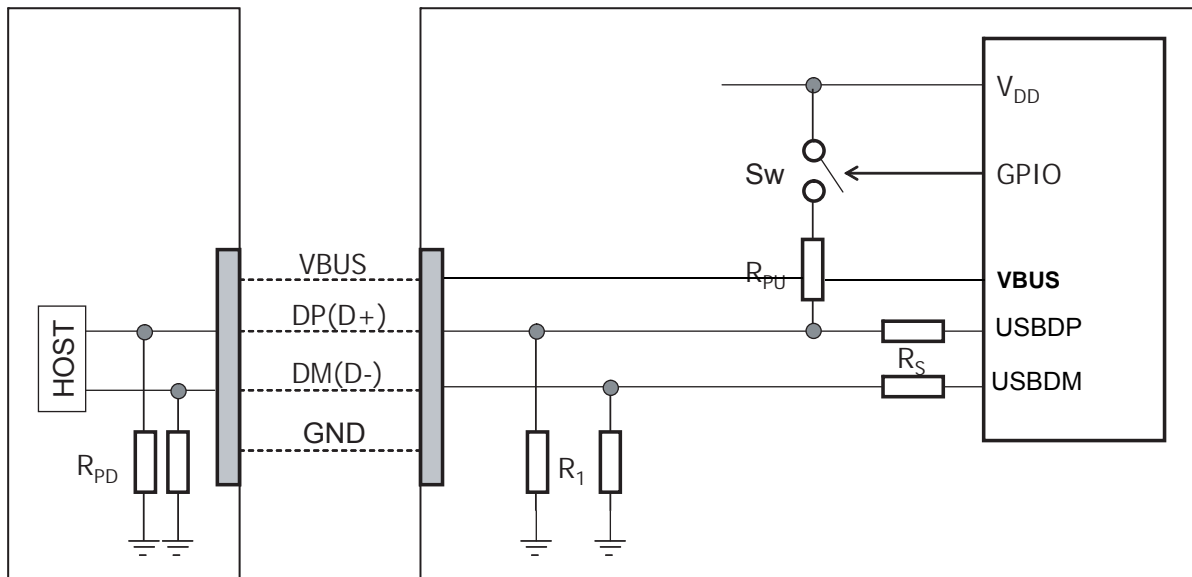 V_DD
Sw
GPIO
VBUS
R_PU
VBUS
DP(D+)
USBDP
HOST
DM(D-)
R_S
USBDM
GND
R_PD
R_1